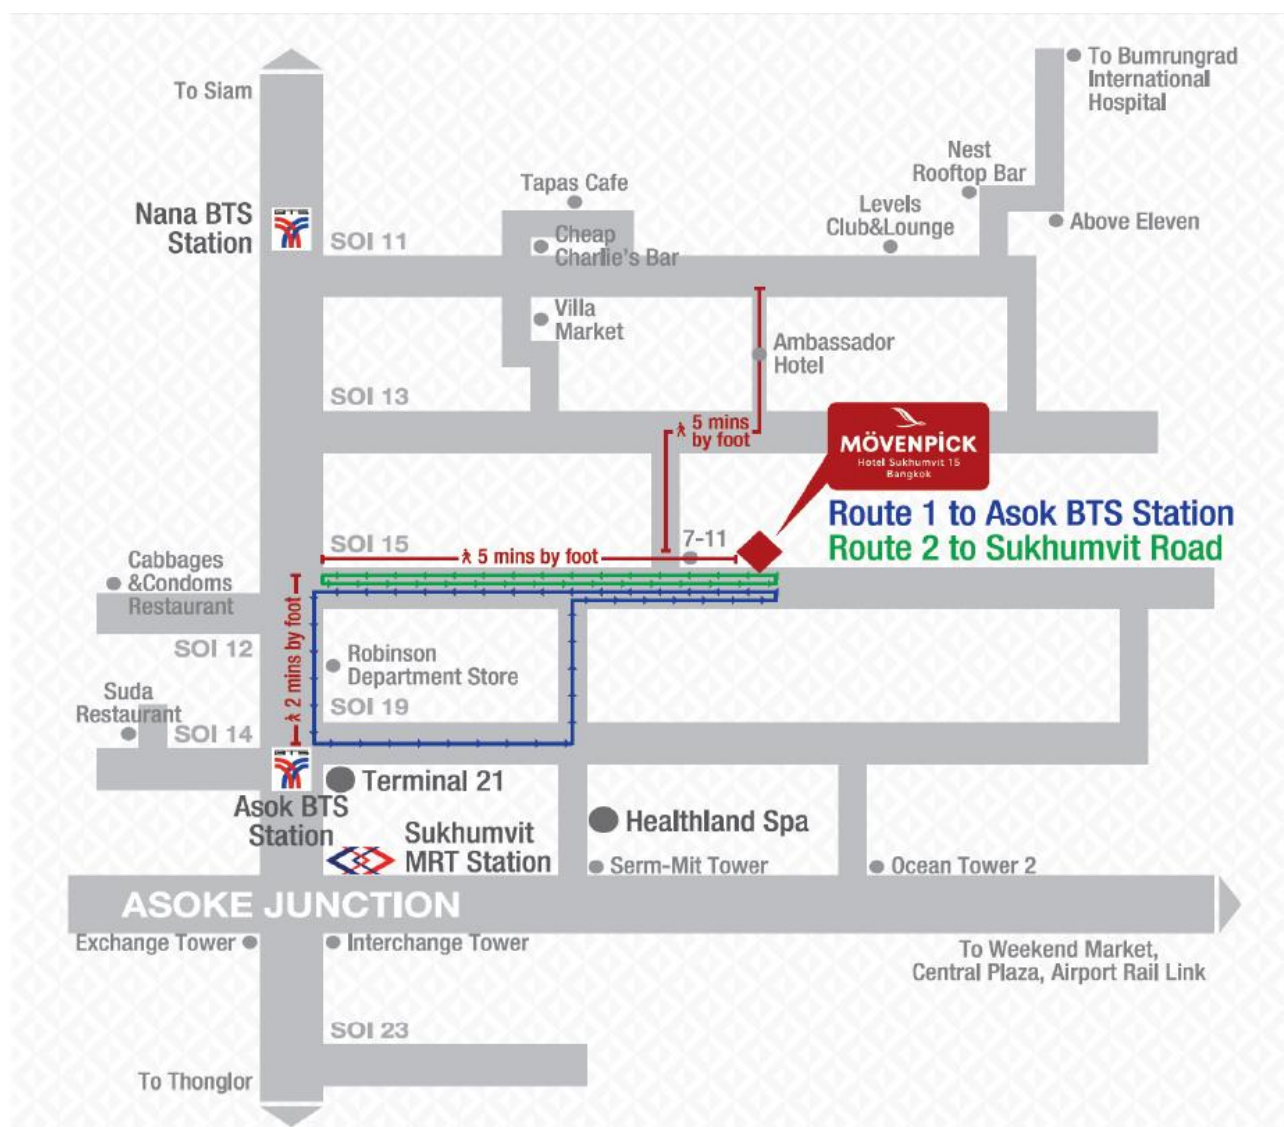 To Siam
To Bumrungrad
International
Hospital
Nest
Rooftop Bar
Tapas Cafe
Levels
Club&Lounge
Nana BTS
Station
BTS
Above Eleven
SOI 11
Cheap
Charlie's Bar
Villa
Market
Ambassador
Hotel
SOI 13
5 mins
by foot
MÖVENPICK
Hotel Sukhumvit 15
Bangkok
Route 1 to Asok BTS Station
Route 2 to Sukhumvit Road
SOI 15
7-11
5 mins by foot
Cabbages
&Condoms
Restaurant
2 mins by foot
SOI 12
Robinson
Department Store
Suda
Restaurant
SOI 19
SOI 14
BTS
Terminal 21
Asok BTS
Station
Sukhumvit
MRT Station
Healthland Spa
Serm-Mit Tower
Ocean Tower 2
ASOKE JUNCTION
Exchange Tower
Interchange Tower
To Weekend Market,
Central Plaza, Airport Rail Link
SOI 23
To Thonglor